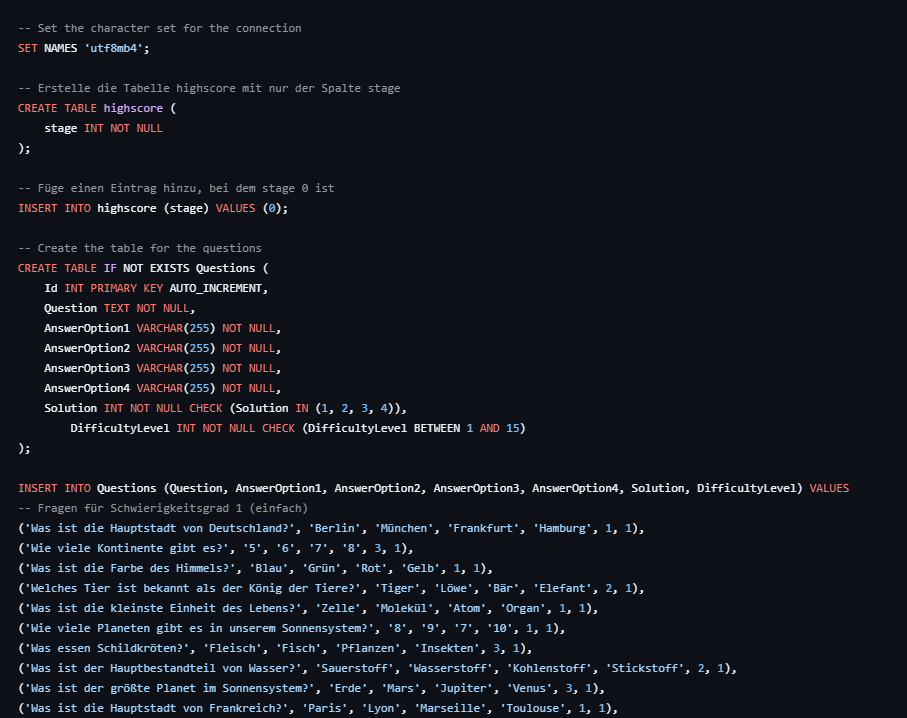 -- Set the character set for the connection
SET NAMES 'utf8mb4';
-- Erstelle die Tabelle highscore mit nur der Spalte stage
CREATE TABLE highscore (
    stage INT NOT NULL
);
-- Füge einen Eintrag hinzu, bei dem stage 0 ist
INSERT INTO highscore (stage) VALUES (0);
-- Create the table for the questions
CREATE TABLE IF NOT EXISTS Questions (
    Id INT PRIMARY KEY AUTO_INCREMENT,
    Question TEXT NOT NULL,
    AnswerOption1 VARCHAR(255) NOT NULL,
    AnswerOption2 VARCHAR(255) NOT NULL,
    AnswerOption3 VARCHAR(255) NOT NULL,
    AnswerOption4 VARCHAR(255) NOT NULL,
    Solution INT NOT NULL CHECK (Solution IN (1, 2, 3, 4)),
        DifficultyLevel INT NOT NULL CHECK (DifficultyLevel BETWEEN 1 AND 15)
);
INSERT INTO Questions (Question, AnswerOption1, AnswerOption2, AnswerOption3, AnswerOption4, Solution, DifficultyLevel) VALUES
-- Fragen für Schwierigkeitsgrad 1 (einfach)
('Was ist die Hauptstadt von Deutschland?', 'Berlin', 'München', 'Frankfurt', 'Hamburg', 1, 1),
('Wie viele Kontinente gibt es?', '5', '6', '7', '8', 3, 1),
('Was ist die Farbe des Himmels?', 'Blau', 'Grün', 'Rot', 'Gelb', 1, 1),
('Welches Tier ist bekannt als der König der Tiere?', 'Tiger', 'Löwe', 'Bär', 'Elefant', 2, 1),
('Was ist die kleinste Einheit des Lebens?', 'Zelle', 'Molekül', 'Atom', 'Organ', 1, 1),
('Wie viele Planeten gibt es in unserem Sonnensystem?', '8', '9', '7', '10', 1, 1),
('Was essen Schildkröten?', 'Fleisch', 'Fisch', 'Pflanzen', 'Insekten', 3, 1),
('Was ist der Hauptbestandteil von Wasser?', 'Sauerstoff', 'Wasserstoff', 'Kohlenstoff', 'Stickstoff', 2, 1),
('Was ist der größte Planet im Sonnensystem?', 'Erde', 'Mars', 'Jupiter', 'Venus', 3, 1),
('Was ist die Hauptstadt von Frankreich?', 'Paris', 'Lyon', 'Marseille', 'Toulouse', 1, 1),